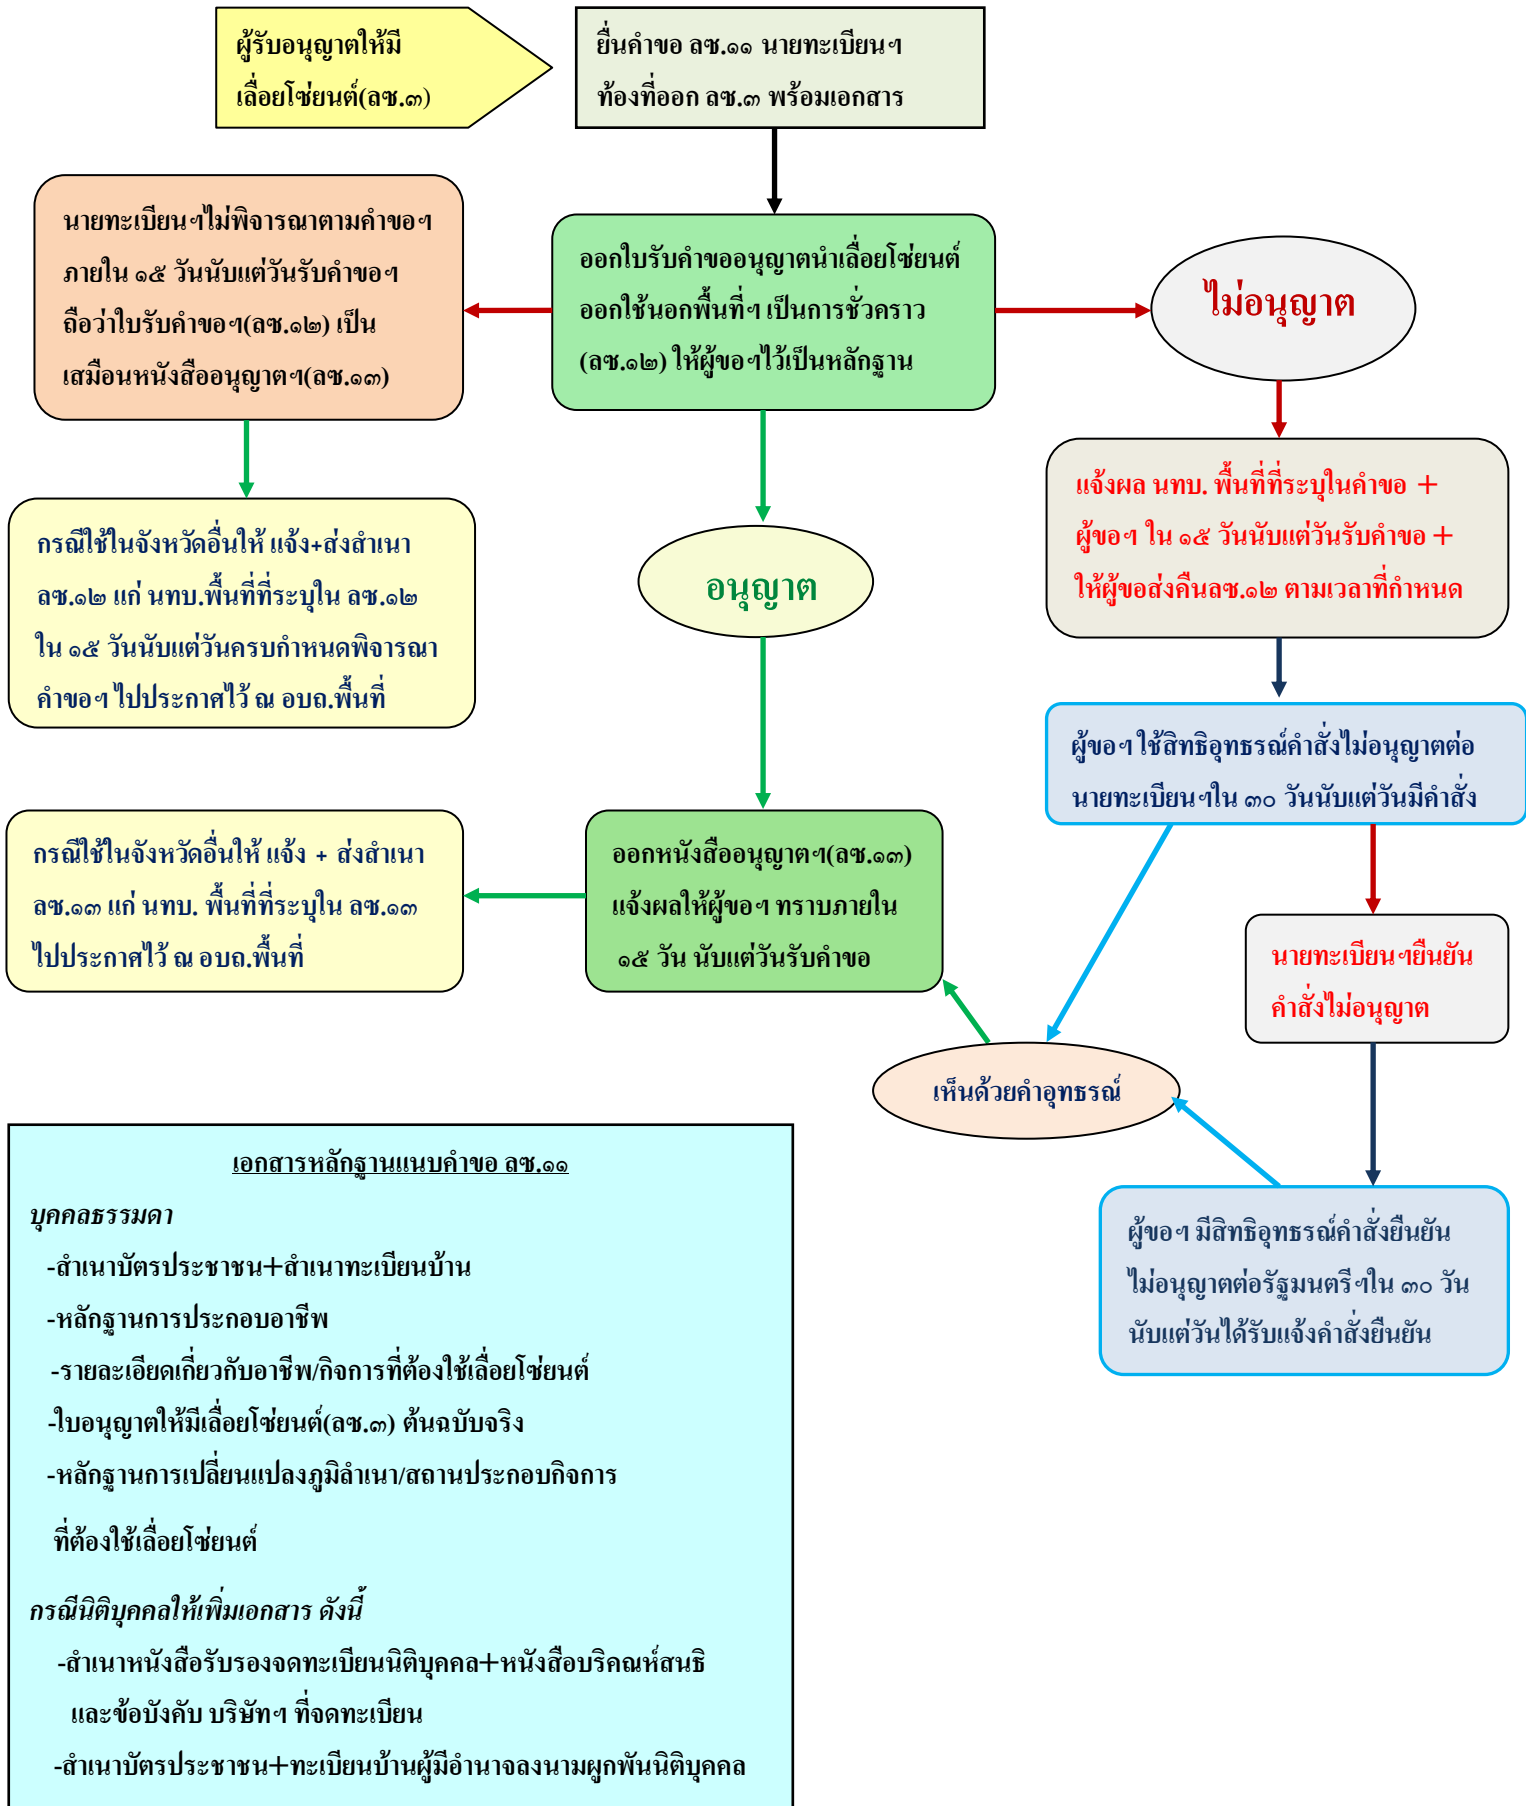 ผู้รับอนุญาตให้มี
เลื่อยโซ่ยนต์(ลซ.๓)
ยื่นคำขอ ลซ.๑๑ นายทะเบียนฯ
ท้องที่ออก ลซ.๓ พร้อมเอกสาร
นายทะเบียนฯไม่พิจารณาตามคำขอฯ
ภายใน ๑๕ วันนับแต่วันรับคำขอฯ
ถือว่าใบรับคำขอฯ(ลซ.๑๒) เป็น
เสมือนหนังสืออนุญาตฯ(ลซ.๑๓)
ออกใบรับคำขออนุญาตนำเลื่อยโซ่ยนต์
ออกใช้นอกพื้นที่ฯ เป็นการชั่วคราว
(ลซ.๑๒) ให้ผู้ขอฯไว้เป็นหลักฐาน
ไม่อนุญาต
แจ้งผล นทบ. พื้นที่ที่ระบุในคำขอ +
ผู้ขอฯ ใน ๑๕ วันนับแต่วันรับคำขอ +
ให้ผู้ขอส่งคืนลซ.๑๒ ตามเวลาที่กำหนด
กรณีใช้ในจังหวัดอื่นให้ แจ้ง+ส่งสำเนา
ลซ.๑๒ แก่ นทบ.พื้นที่ที่ระบุใน ลซ.๑๒
ใน ๑๕ วันนับแต่วันครบกำหนดพิจารณา
คำขอฯ ไปประกาศไว้ ณ อบถ.พื้นที่
อนุญาต
ผู้ขอฯ ใช้สิทธิอุทธรณ์คำสั่งไม่อนุญาตต่อ
นายทะเบียนฯใน ๓๐ วันนับแต่วันมีคำสั่ง
กรณีใช้ในจังหวัดอื่นให้ แจ้ง + ส่งสำเนา
ลซ.๑๓ แก่ นทบ. พื้นที่ที่ระบุใน ลซ.๑๓
ไปประกาศไว้ ณ อบถ.พื้นที่
ออกหนังสืออนุญาตฯ(ลซ.๑๓)
แจ้งผลให้ผู้ขอฯ ทราบภายใน
๑๕ วัน นับแต่วันรับคำขอ
นายทะเบียนฯยืนยัน
คำสั่งไม่อนุญาต
เห็นด้วยคำอุทธรณ์
ผู้ขอฯ มีสิทธิอุทธรณ์คำสั่งยืนยัน
ไม่อนุญาตต่อรัฐมนตรีฯใน ๓๐ วัน
นับแต่วันได้รับแจ้งคำสั่งยืนยัน
เอกสารหลักฐานแนบคำขอ ลซ.๑๑
บุคคลธรรมดา
-สำเนาบัตรประชาชน+สำเนาทะเบียนบ้าน
-หลักฐานการประกอบอาชีพ
-รายละเอียดเกี่ยวกับอาชีพ/กิจการที่ต้องใช้เลื่อยโซ่ยนต์
-ใบอนุญาตให้มีเลื่อยโซ่ยนต์(ลซ.๓) ต้นฉบับจริง
-หลักฐานการเปลี่ยนแปลงภูมิลำเนา/สถานประกอบกิจการ
ที่ต้องใช้เลื่อยโซ่ยนต์
กรณีนิติบุคคลให้เพิ่มเอกสาร ดังนี้
-สำเนาหนังสือรับรองจดทะเบียนนิติบุคคล+หนังสือบริคณห์สนธิ
และข้อบังคับ บริษัทฯ ที่จดทะเบียน
-สำเนาบัตรประชาชน+ทะเบียนบ้านผู้มีอำนาจลงนามผูกพันนิติบุคคล